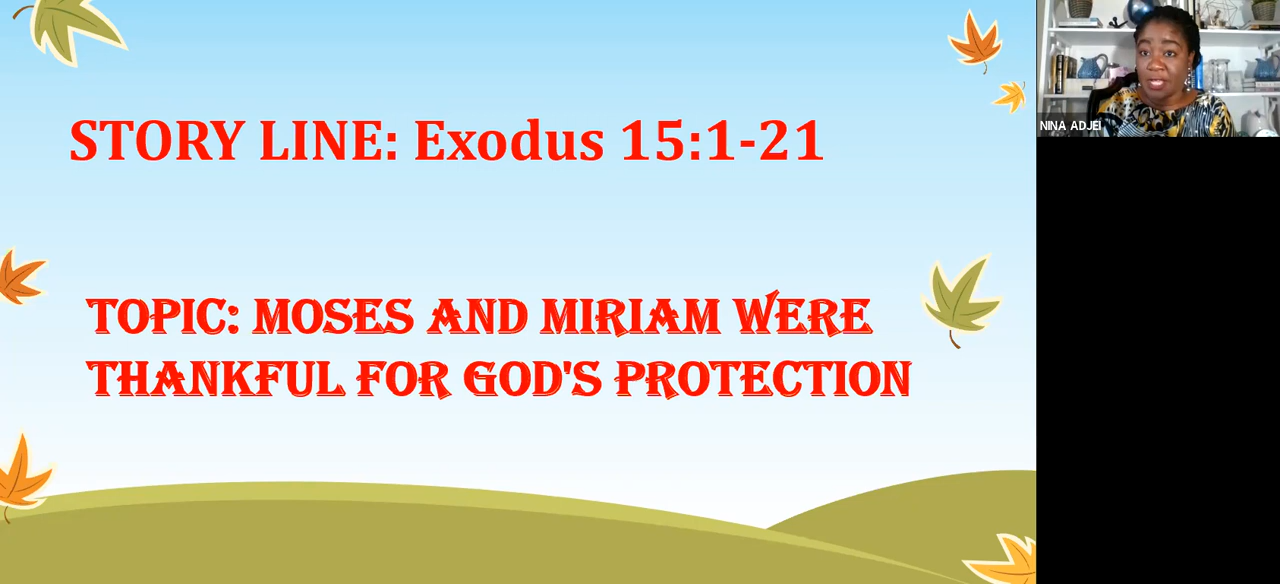 STORY LINE: Exodus 15:1-21
NINA ADJEI
TOPIC: MOSES AND MIRIAM WERE
THANKFUL FOR GOD'S PROTECTION